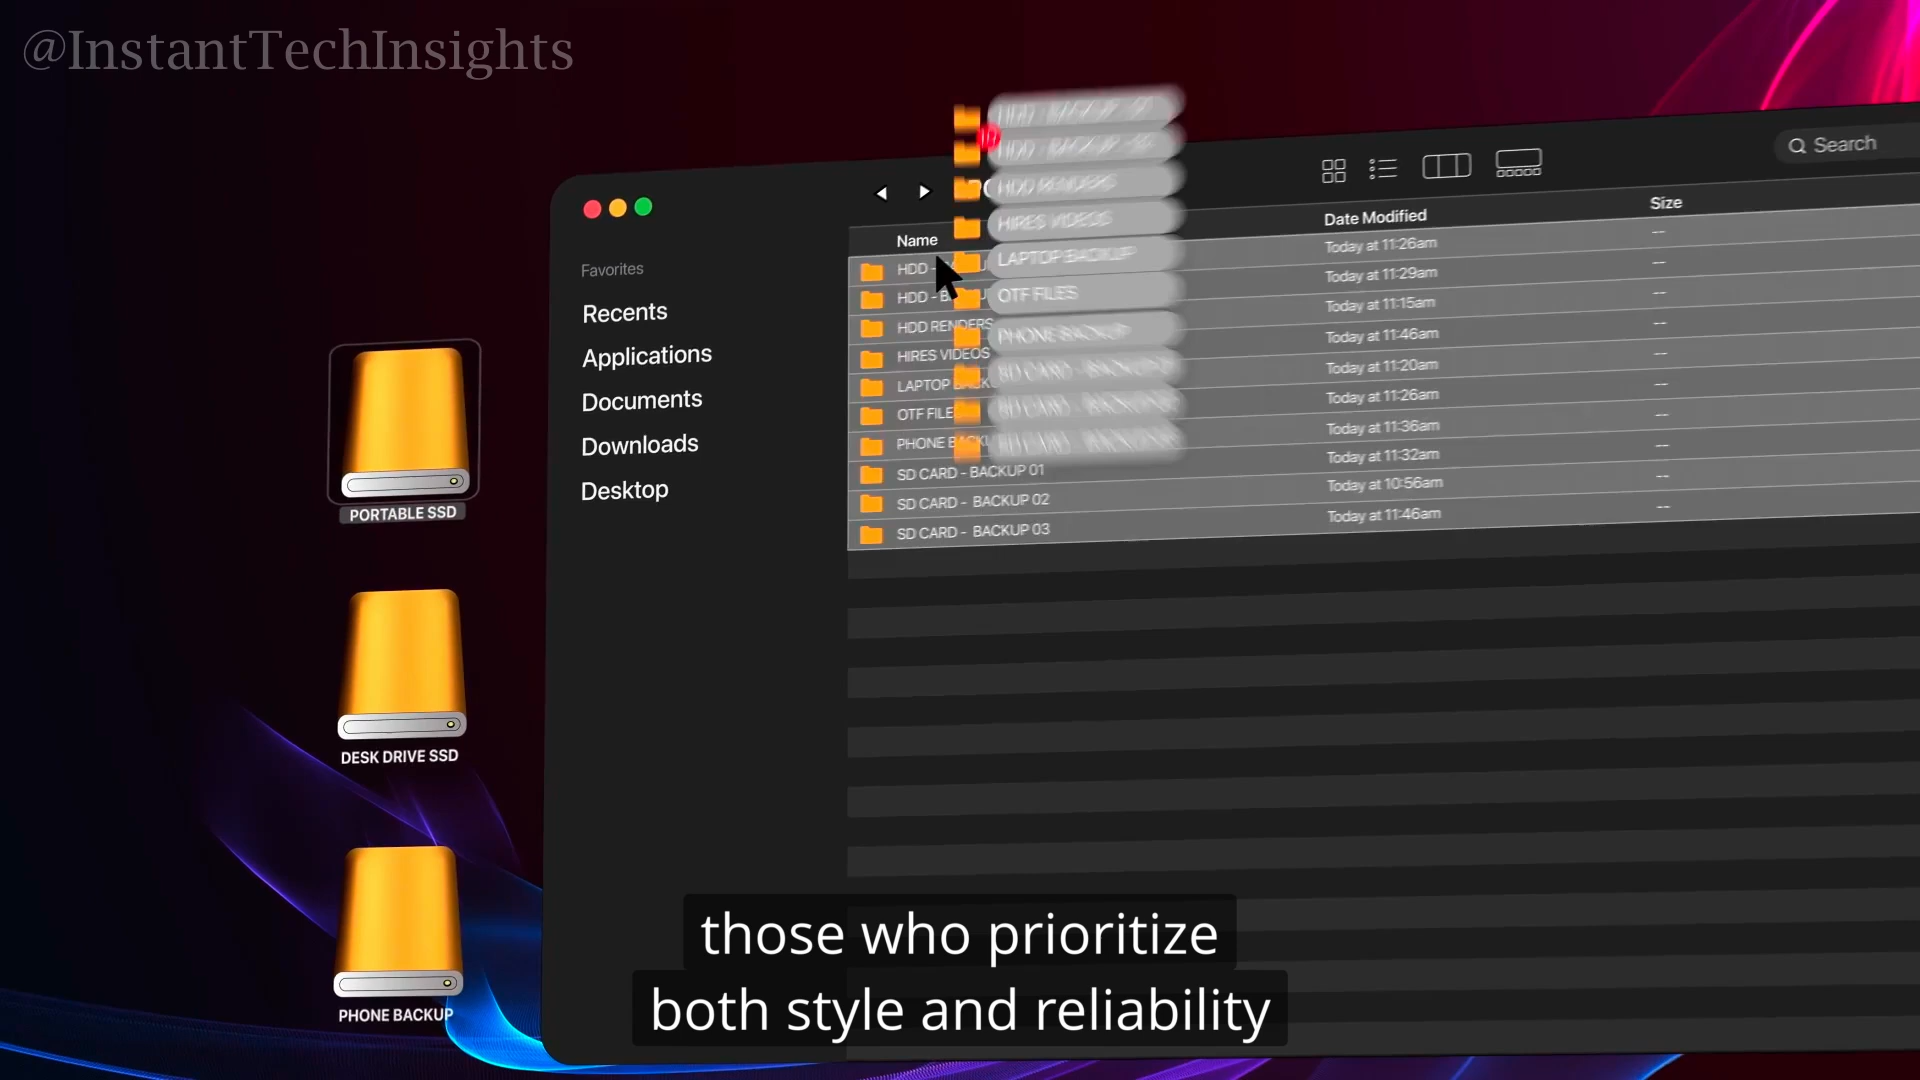 @InstantTechInsights
Search
Name
Date Modified
Size
Favorites
Recents
Applications
Documents
Downloads
Desktop
HDD -
Today at 11:26am
--
HDD - B
Today at 11:29am
--
HDD RENDERS
Today at 11:15am
--
HIRES VIDEOS
Today at 11:46am
--
LAPTOP
Today at 11:20am
--
OTF FILE
Today at 11:26am
--
PHONE
Today at 11:36am
--
SD CARD - BACKUP 01
Today at 11:32am
--
SD CARD - BACKUP 02
Today at 10:56am
--
SD CARD - BACKUP 03
Today at 11:46am
--
HDD RENDERS
HIRES VIDEOS
LAPTOP BACKUP
OTF FILES
PHONE BACKUP
PORTABLE SSD
DESK DRIVE SSD
PHONE BACKUP
those who prioritize
both style and reliability